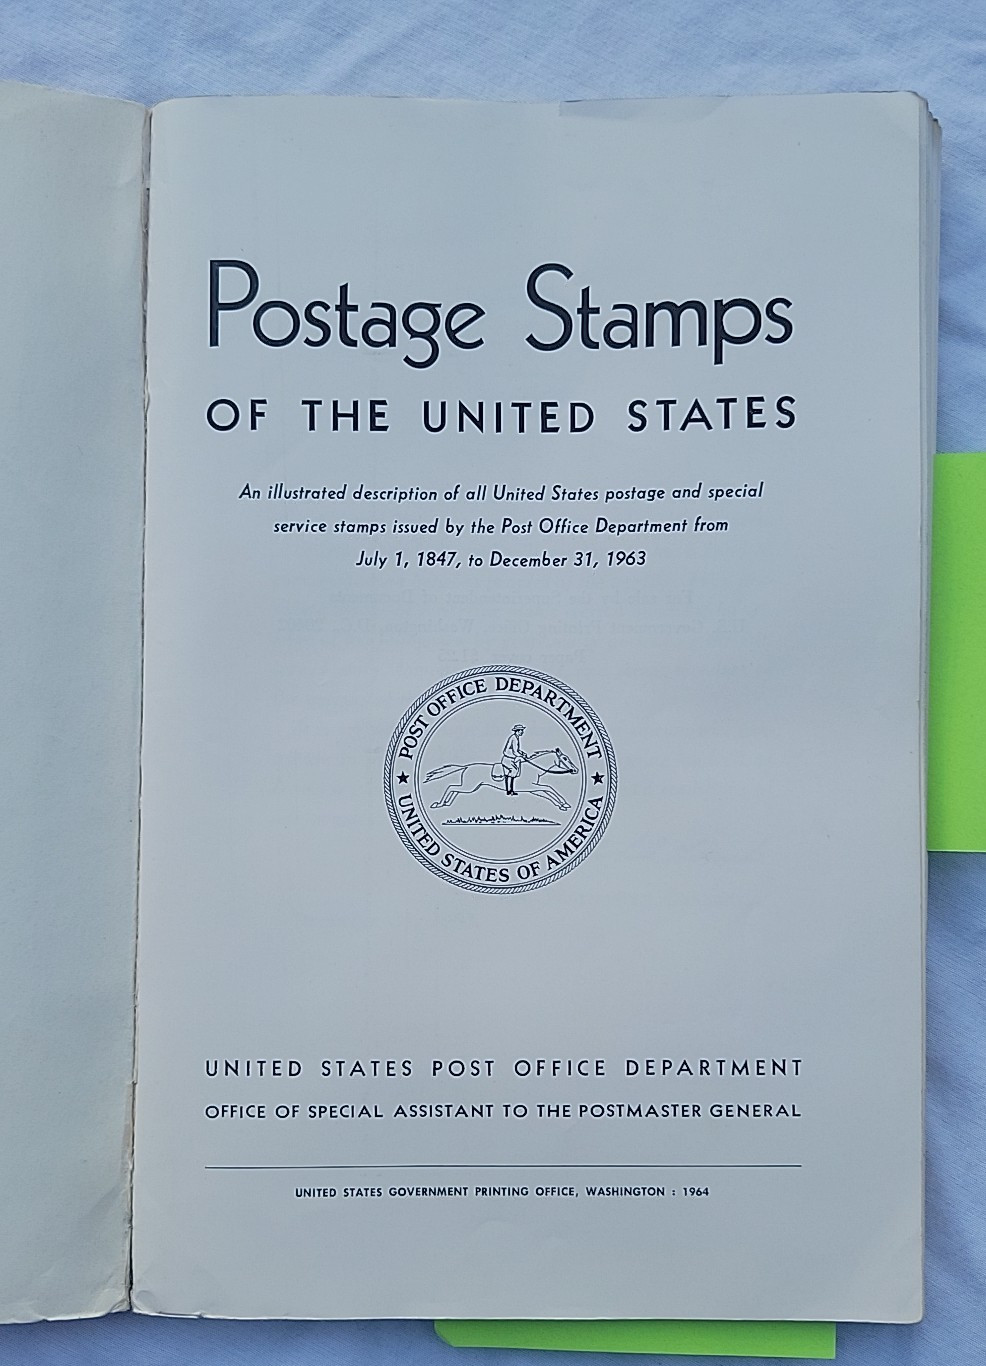 Postage Stamps
OF THE UNITED STATES
An illustrated description of all United States postage and special
service stamps issued by the Post Office Department from
July 1, 1847, to December 31, 1963
POST OFFICE DEPARTMENT
★ ★
UNITED STATES OF AMERICA
UNITED STATES POST OFFICE DEPARTMENT
OFFICE OF SPECIAL ASSISTANT TO THE POSTMASTER GENERAL
UNITED STATES GOVERNMENT PRINTING OFFICE, WASHINGTON : 1964